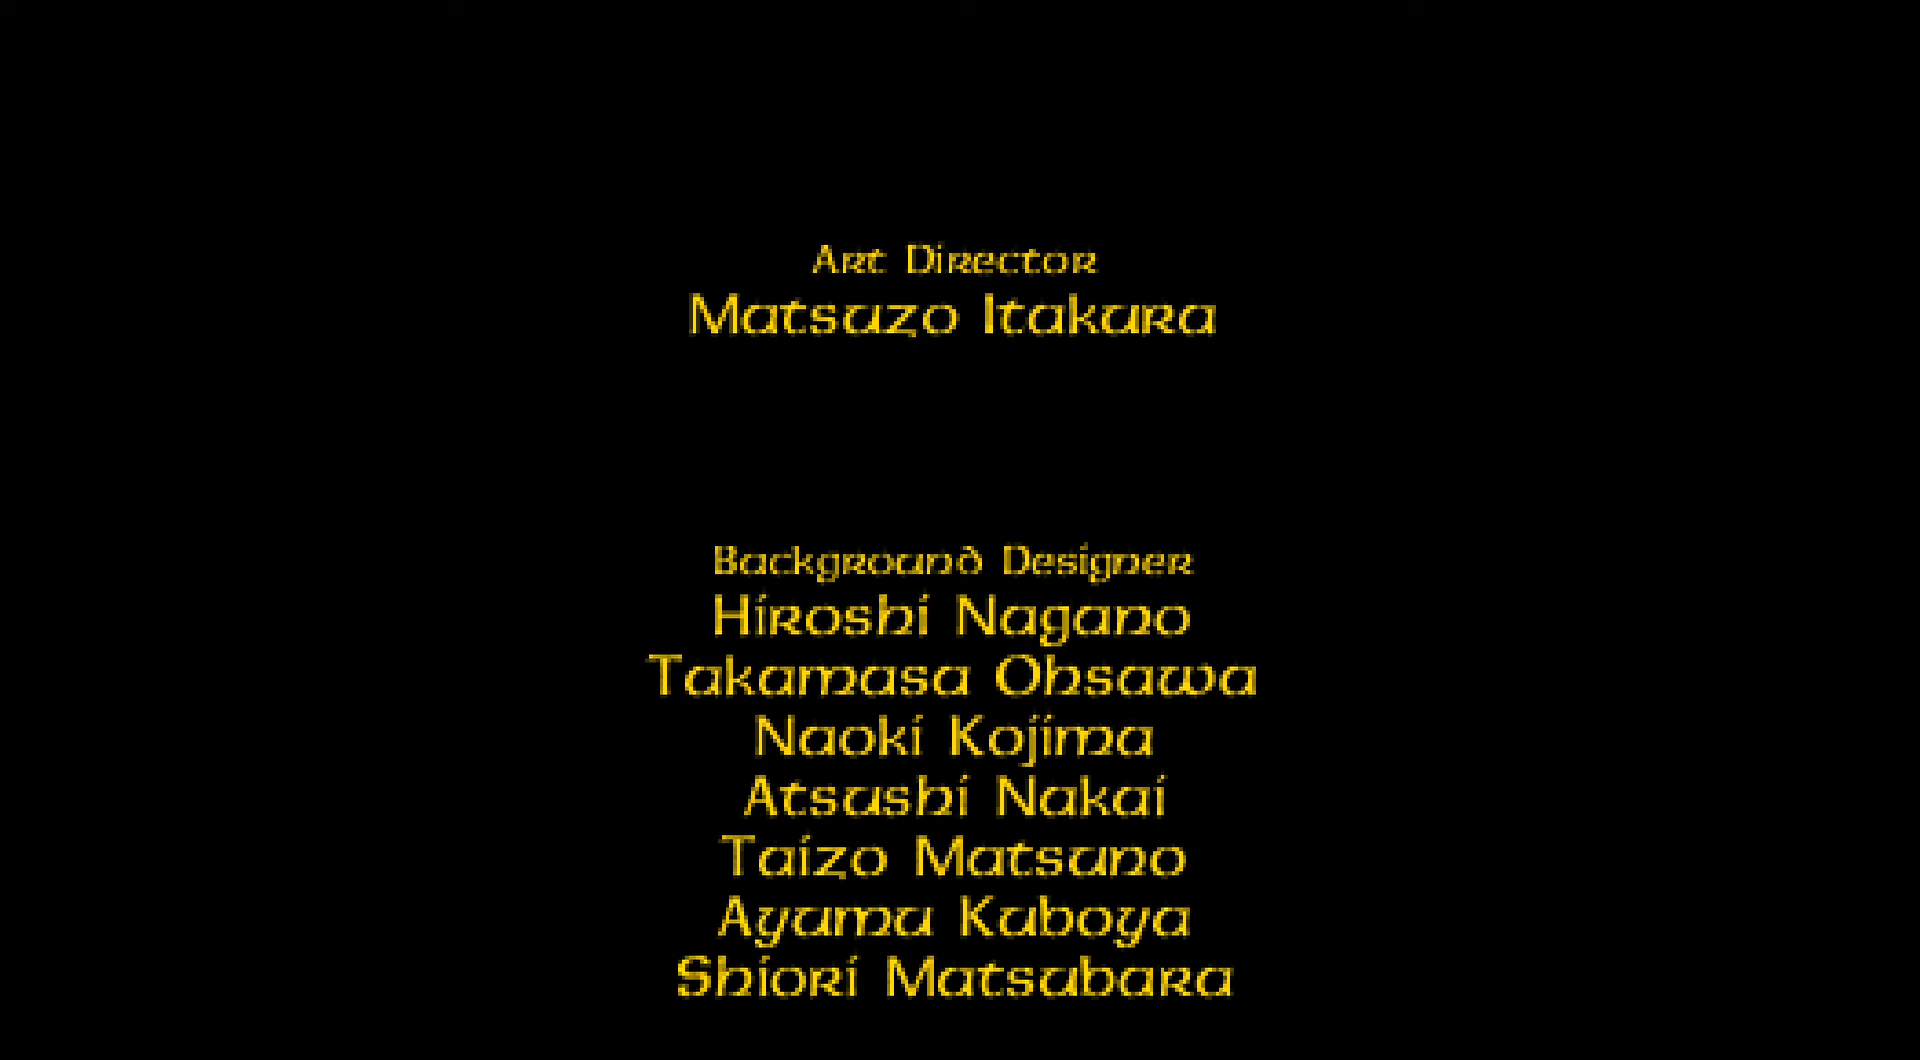 Art Director
Matsuzo Itakura
Background Designer
Hiroshi Nagano
Takamasa Ohsawa
Naoki Kojima
Atsushi Nakai
Taizo Matsuno
Ayumu Kuboya
Shiori Matsubara